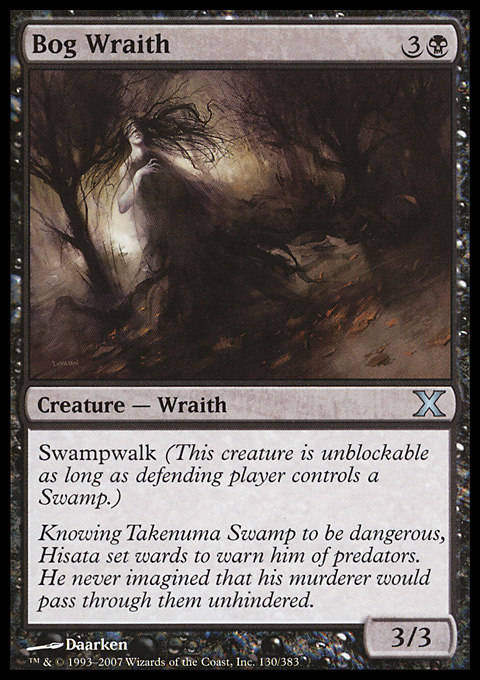 Bog Wraith 3
Creature — Wraith X
Swampwalk (This creature is unblockable
as long as defending player controls a
Swamp.)
Knowing Takenuma Swamp to be dangerous,
Hisata set wards to warn him of predators.
He never imagined that his murderer would
pass through them unhindered.
3/3
Daarken
™ & © 1993–2007 Wizards of the Coast, Inc. 130/383